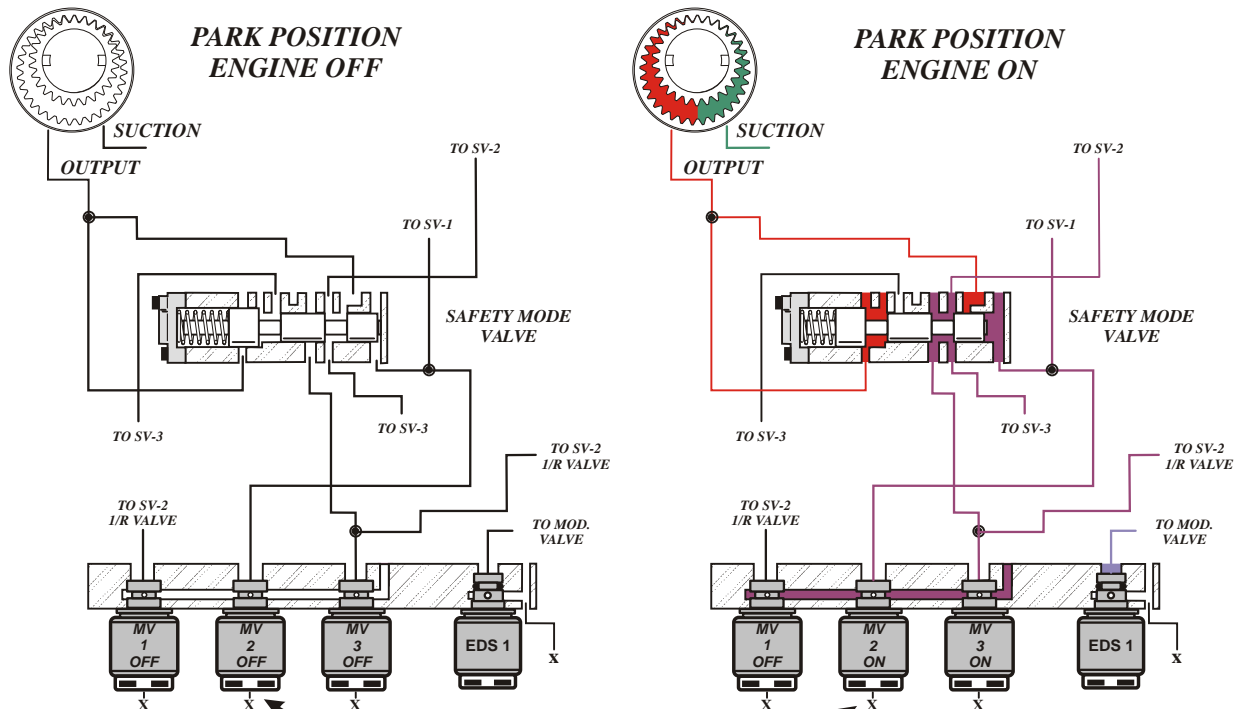 PARK POSITION
ENGINE OFF
SUCTION
OUTPUT
TO SV-2
TO SV-1
SAFETY MODE
VALVE
TO SV-3
TO SV-3
TO SV-2
1/R VALVE
TO SV-2
1/R VALVE
TO MOD.
VALVE
MV
1
OFF
MV
2
OFF
MV
3
OFF
EDS 1
X
X
X
X
PARK POSITION
ENGINE ON
SUCTION
OUTPUT
TO SV-2
TO SV-1
SAFETY MODE
VALVE
TO SV-3
TO SV-3
TO SV-2
1/R VALVE
TO SV-2
1/R VALVE
TO MOD.
VALVE
MV
1
OFF
MV
2
ON
MV
3
ON
EDS 1
X
X
X
X